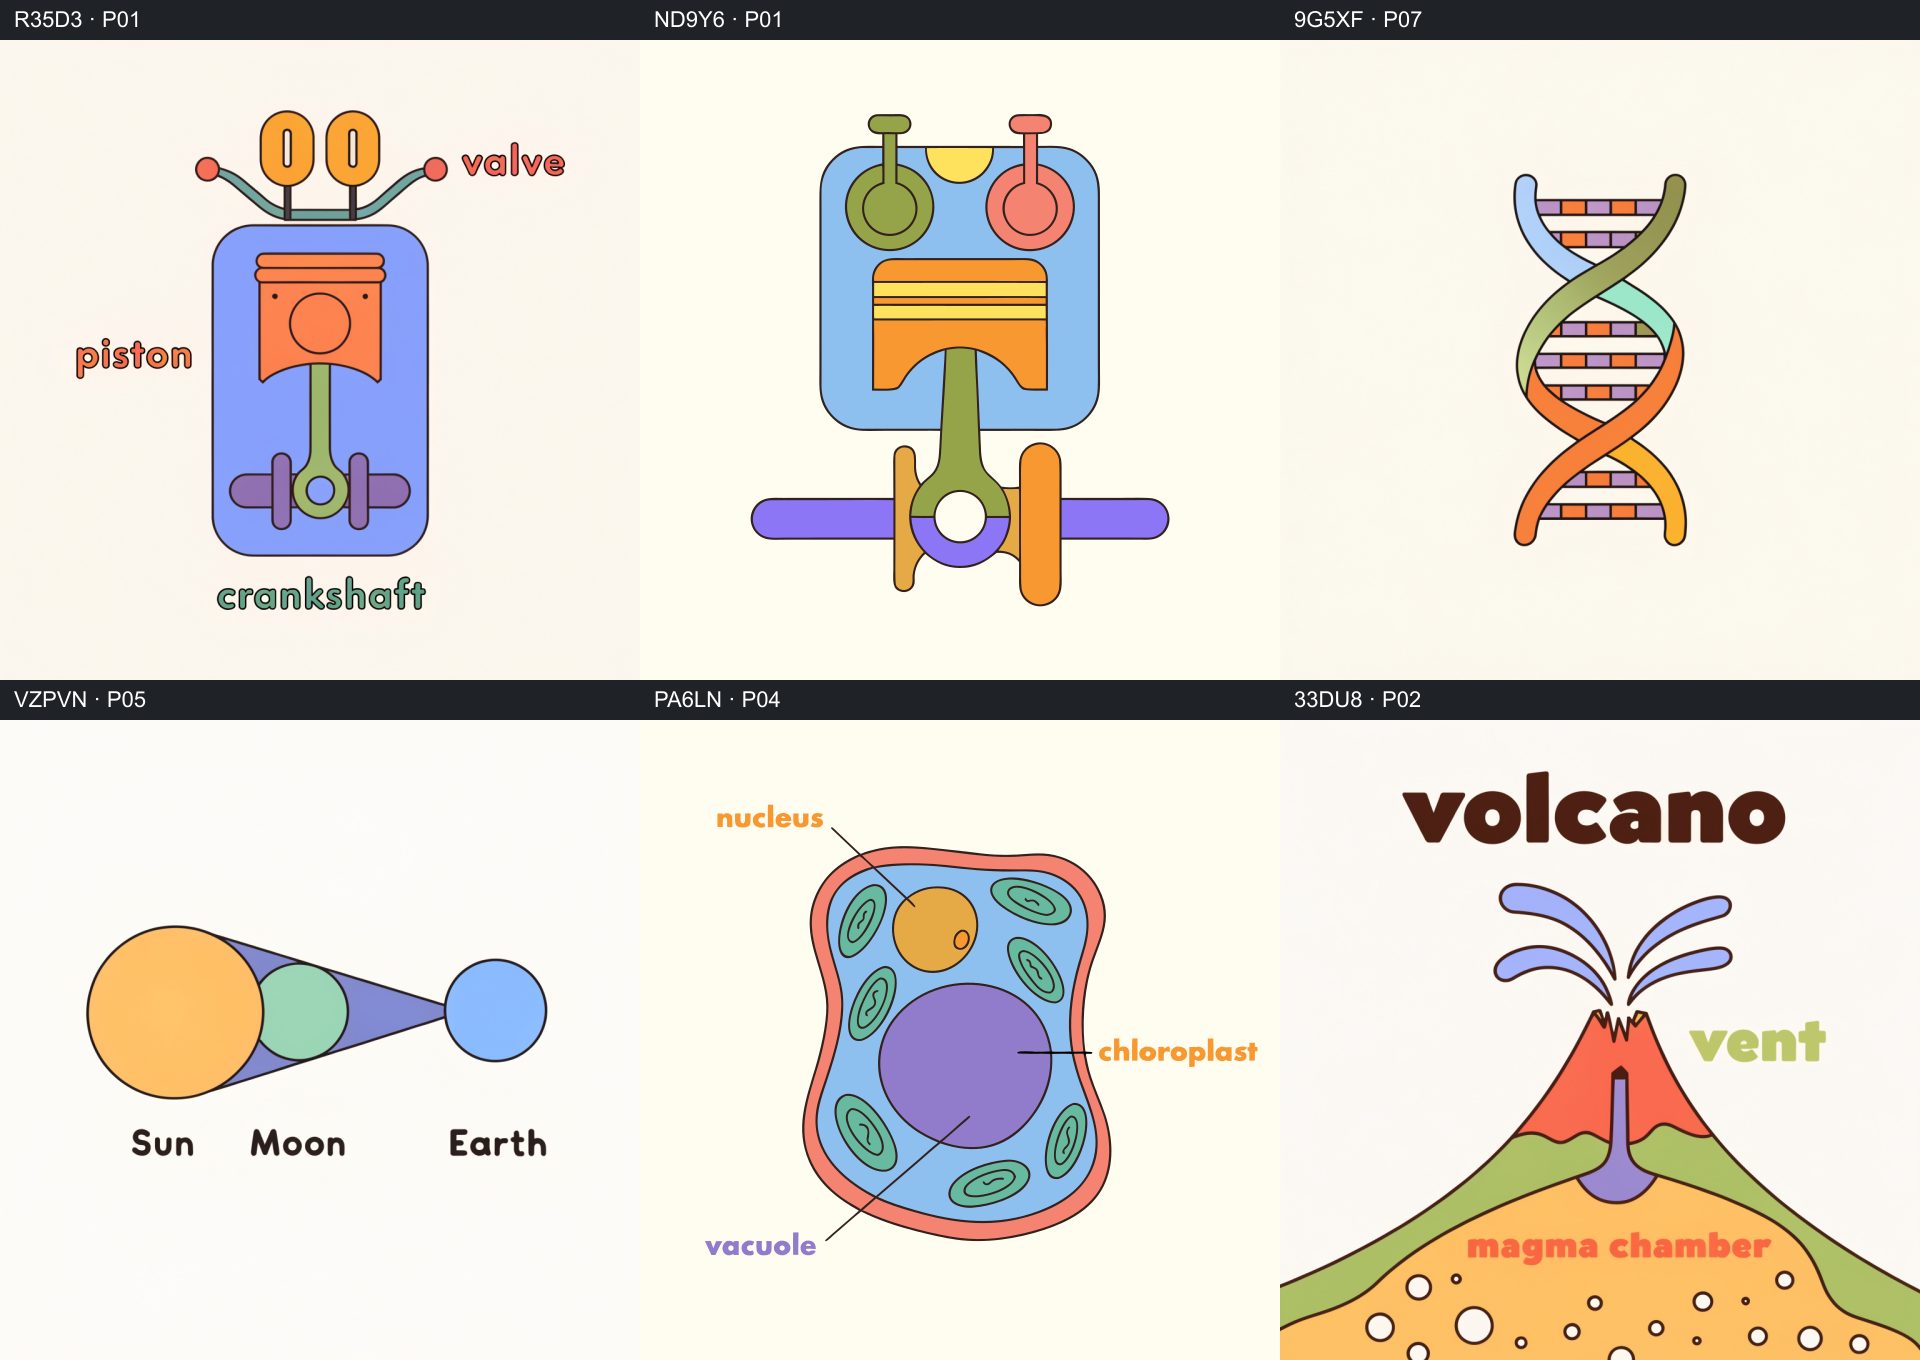 R35D3 · P01
valve
piston
crankshaft
ND9Y6 · P01
9G5XF · P07
VZPVN · P05
Sun Moon Earth
PA6LN · P04
nucleus
chloroplast
vacuole
33DU8 · P02
volcano
vent
magma chamber